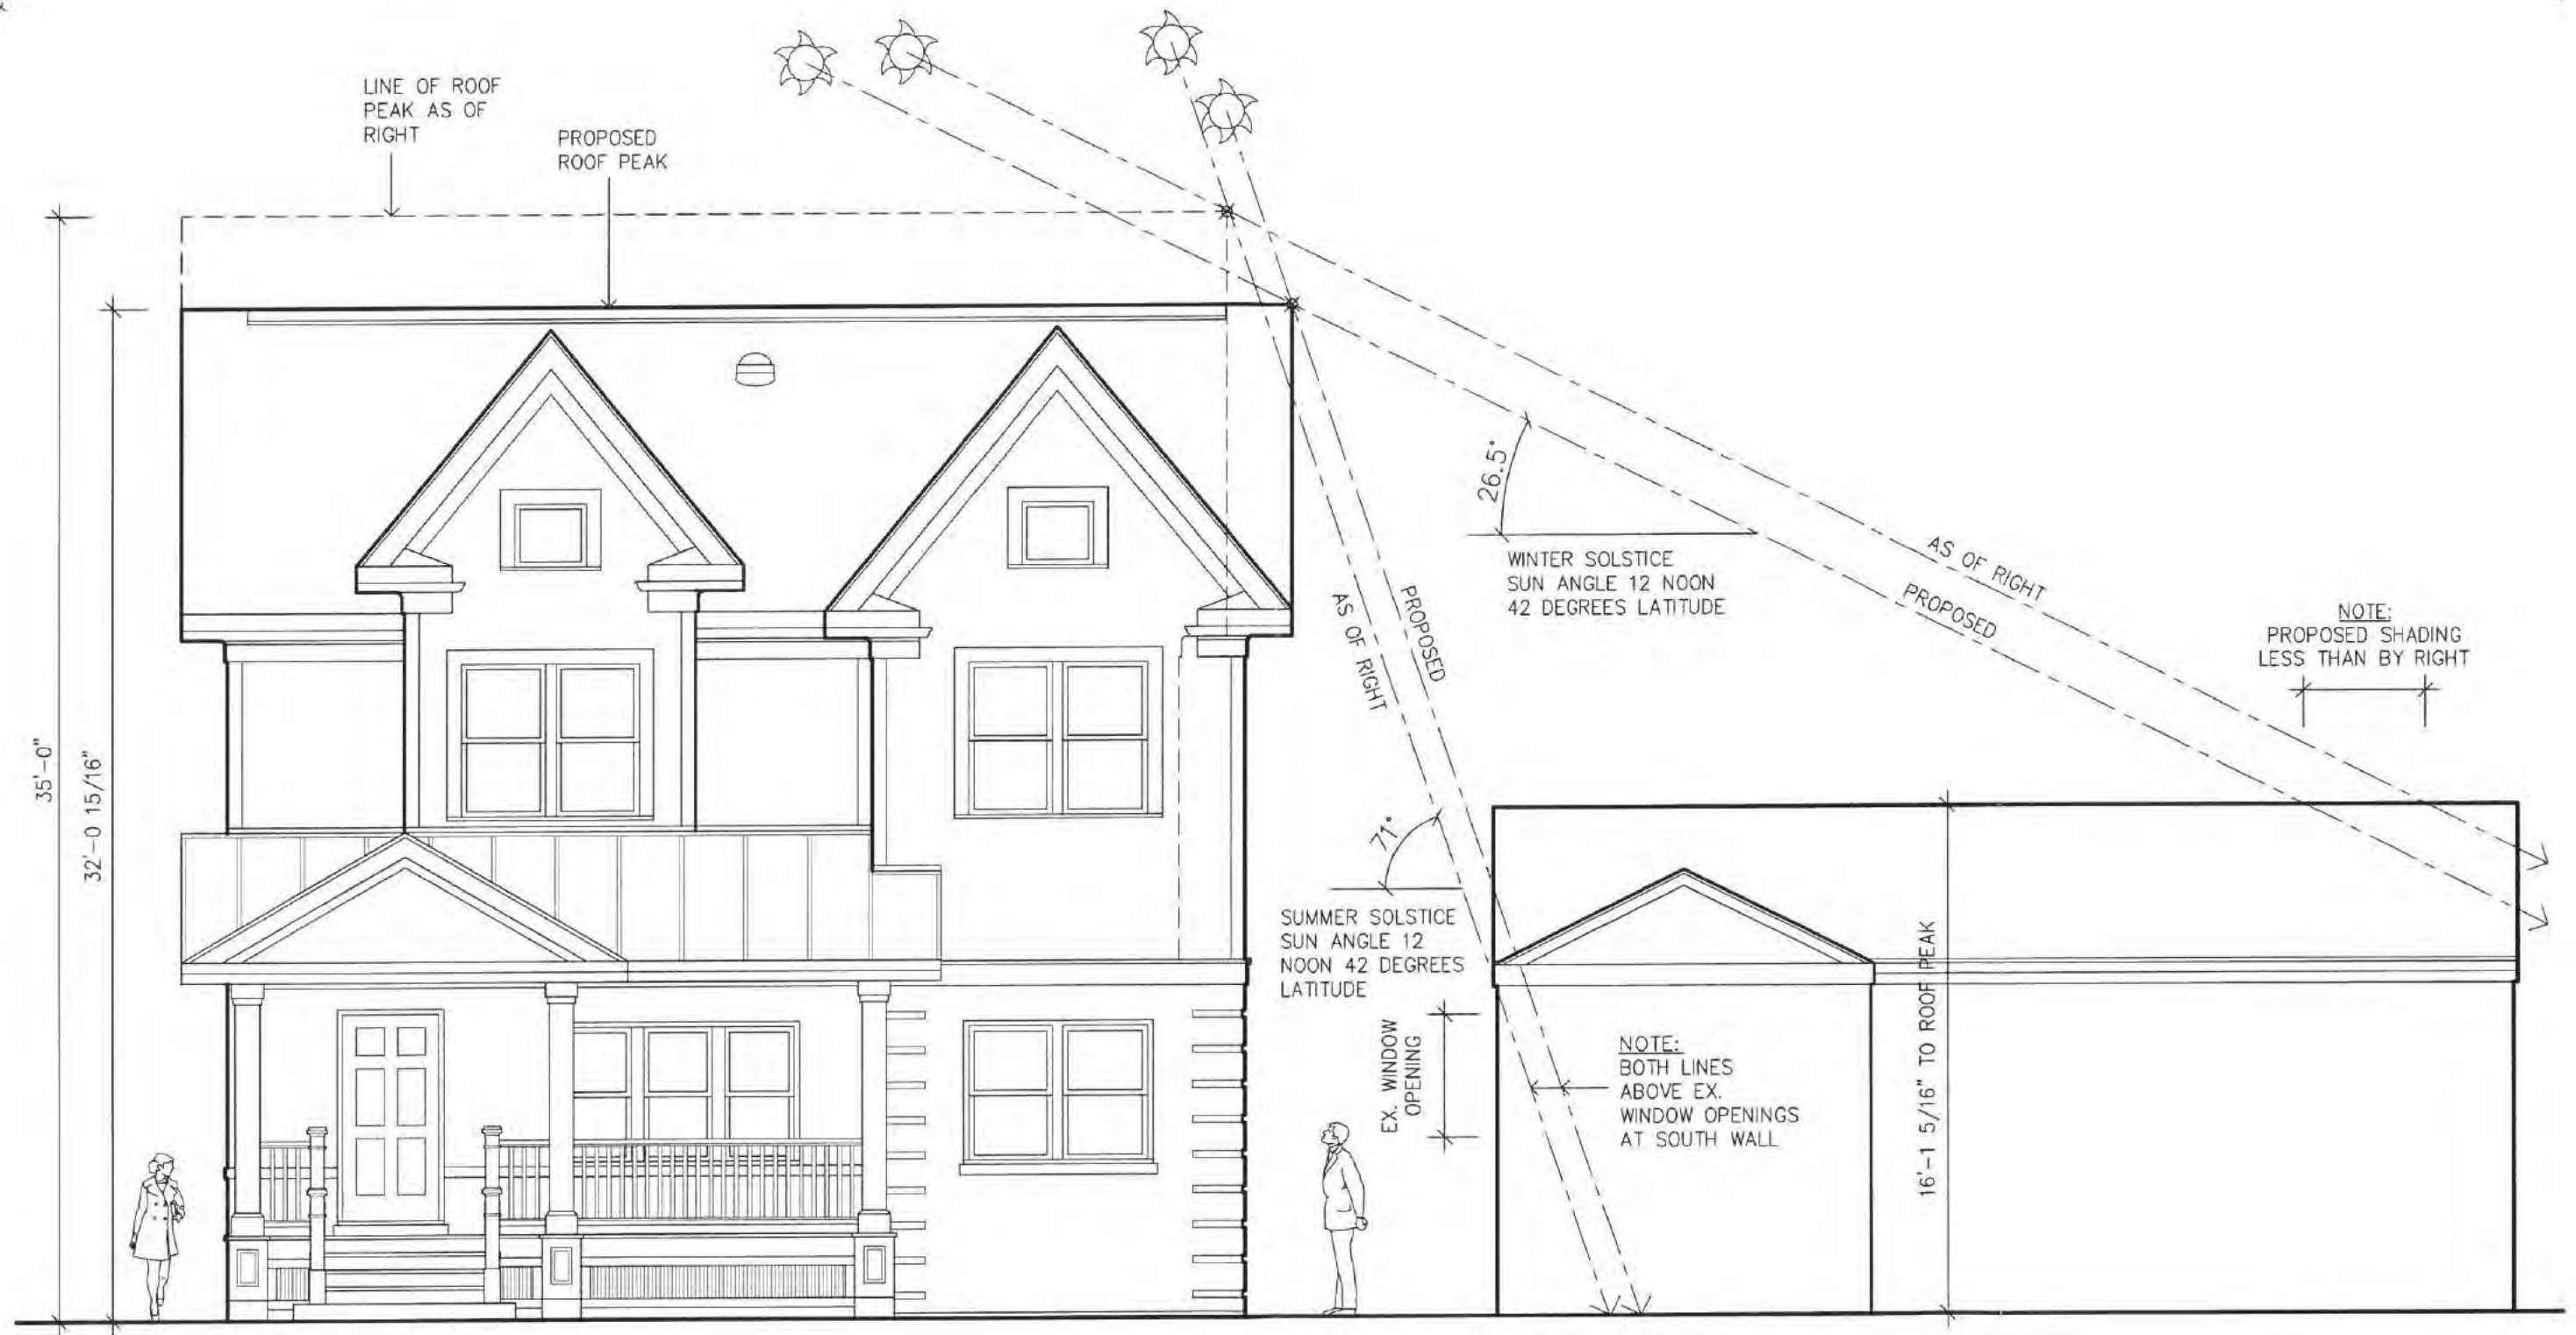 LINE OF ROOF
PEAK AS OF
RIGHT
PROPOSED
ROOF PEAK
35'-0"
32'-0 15/16"
26.5°
WINTER SOLSTICE
SUN ANGLE 12 NOON
42 DEGREES LATITUDE
AS OF RIGHT
PROPOSED
AS OF RIGHT
PROPOSED
NOTE:
PROPOSED SHADING
LESS THAN BY RIGHT
71°
SUMMER SOLSTICE
SUN ANGLE 12
NOON 42 DEGREES
LATITUDE
EX. WINDOW
OPENING
NOTE:
BOTH LINES
ABOVE EX.
WINDOW OPENINGS
AT SOUTH WALL
16'-1 5/16" TO ROOF PEAK